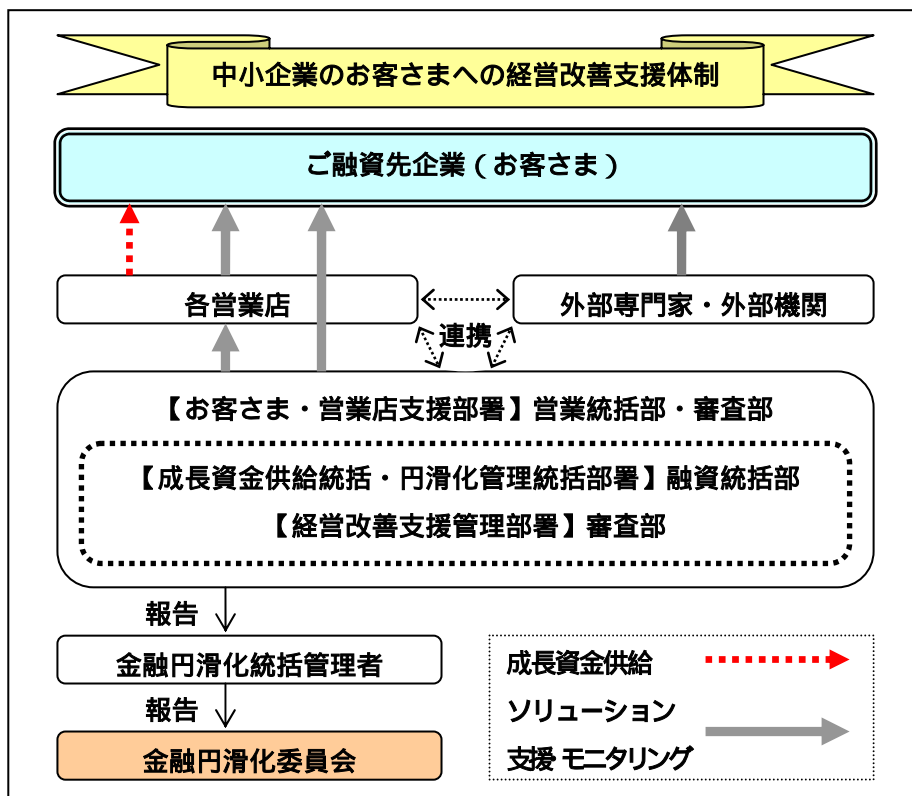 中小企業のお客さまへの経営改善支援体制
ご融資先企業（お客さま）
各営業店
外部専門家・外部機関
連携
【お客さま・営業店支援部署】営業統括部・審査部
【成長資金供給統括・円滑化管理統括部署】融資統括部
【経営改善支援管理部署】審査部
報告
金融円滑化統括管理者
報告
金融円滑化委員会
成長資金供給
ソリューション
支援・モニタリング